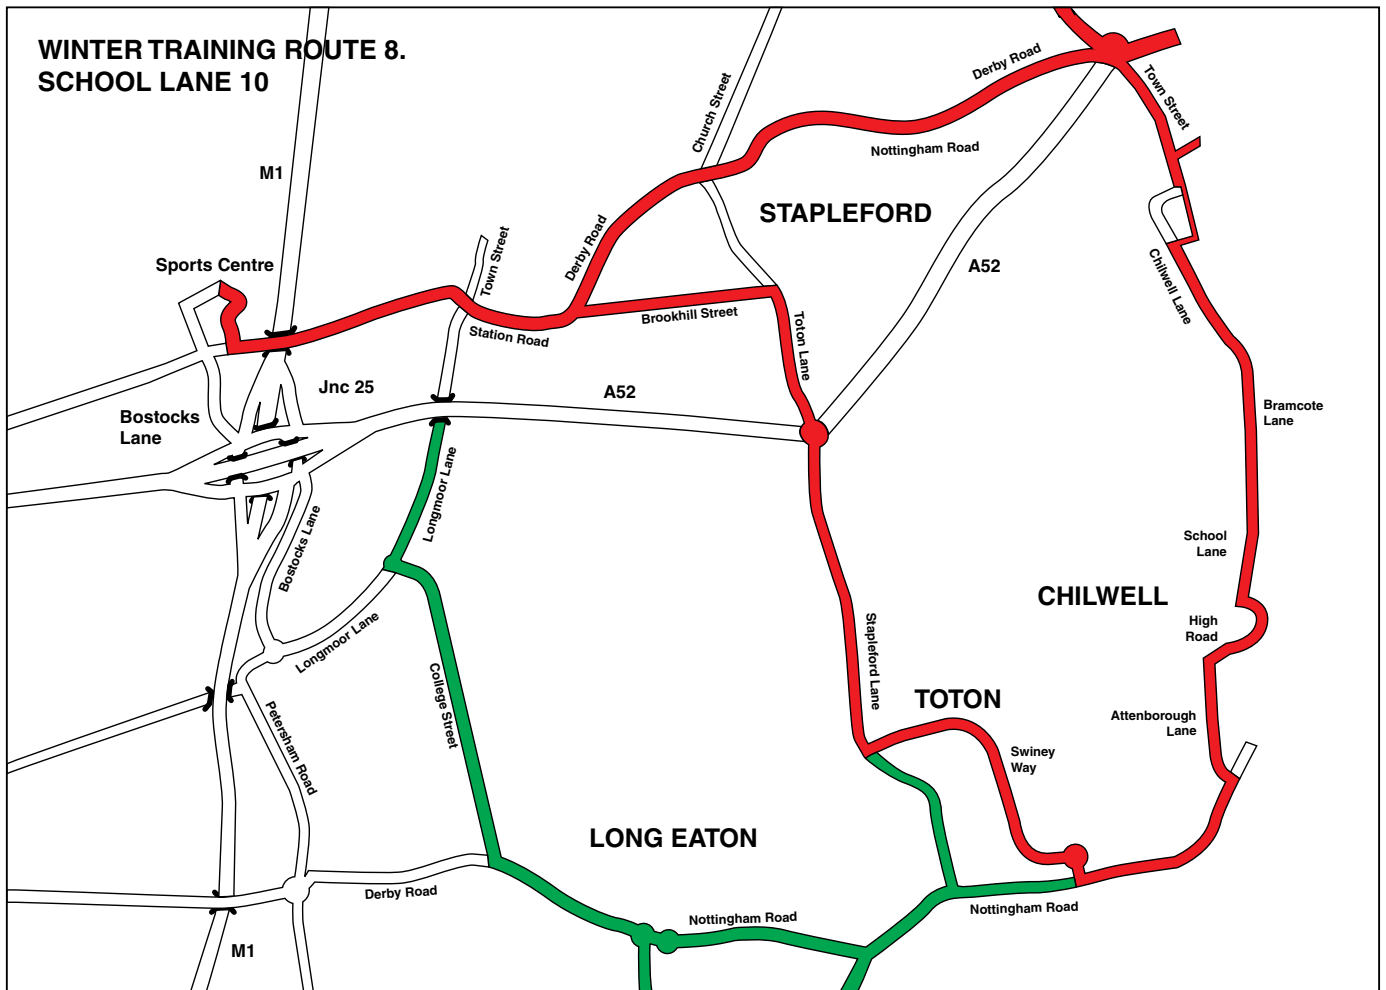 WINTER TRAINING ROUTE 8.
SCHOOL LANE 10
M1
Church Street
Derby Road
Town Street
Nottingham Road
STAPLEFORD
Sports Centre
Town Street
Derby Road
A52
Chilwell Lane
Station Road
Brookhill Street
Toton Lane
Jnc 25
A52
Bostocks
Lane
Bramcote
Lane
Longmoor Lane
Bostocks Lane
School
Lane
CHILWELL
High
Road
Longmoor Lane
College Street
Stapleford Lane
TOTON
Attenborough
Lane
Petersham Road
Swiney
Way
LONG EATON
Derby Road
Nottingham Road
Nottingham Road
M1